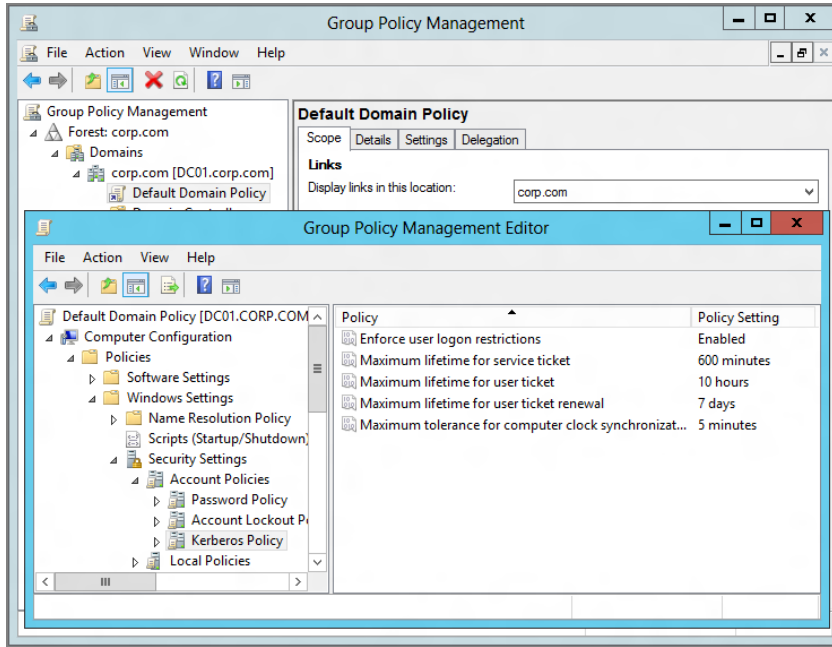 Group Policy Management
File Action View Window Help
Group Policy Management
Forest: corp.com
Domains
corp.com [DC01.corp.com]
Default Domain Policy
Default Domain Policy
Scope Details Settings Delegation
Links
Display links in this location: corp.com
Group Policy Management Editor
File Action View Help
Default Domain Policy [DC01.CORP.COM
Computer Configuration
Policies
Software Settings
Windows Settings
Name Resolution Policy
Scripts (Startup/Shutdown)
Security Settings
Account Policies
Password Policy
Account Lockout P
Kerberos Policy
Local Policies
Policy Policy Setting
Enforce user logon restrictions Enabled
Maximum lifetime for service ticket 600 minutes
Maximum lifetime for user ticket 10 hours
Maximum lifetime for user ticket renewal 7 days
Maximum tolerance for computer clock synchronizat... 5 minutes